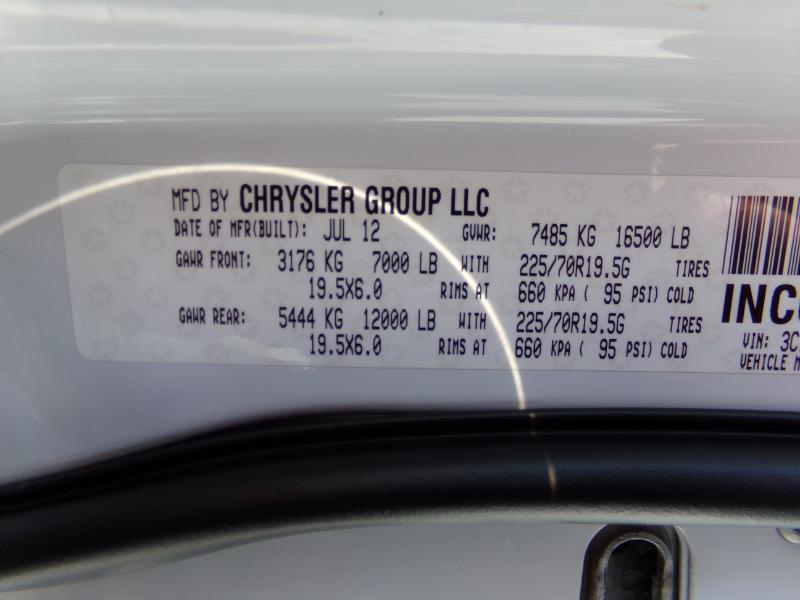 MFD BY CHRYSLER GROUP LLC
DATE OF MFR(BUILT): JUL 12 GVWR: 7485 KG 16500 LB
GAWR FRONT: 3176 KG 7000 LB WITH 225/70R19.5G TIRES
19.5X6.0 RIMS AT 660 KPA ( 95 PSI) COLD
GAWR REAR: 5444 KG 12000 LB WITH 225/70R19.5G TIRES
19.5X6.0 RIMS AT 660 KPA ( 95 PSI) COLD
VIN: 3C
VEHICLE